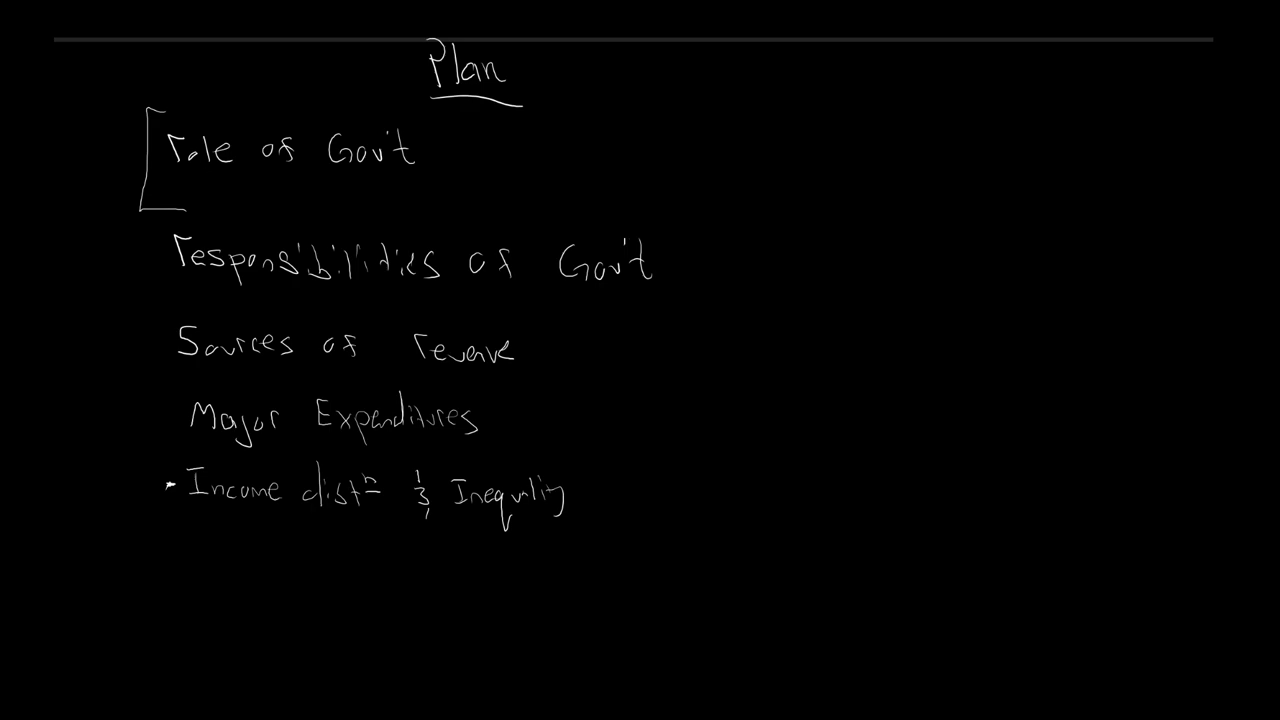 Plan
role of Gov't
responsibilities of Gov't
Sources of revenue
Major Expenditures
• Income distⁿ & Inequality